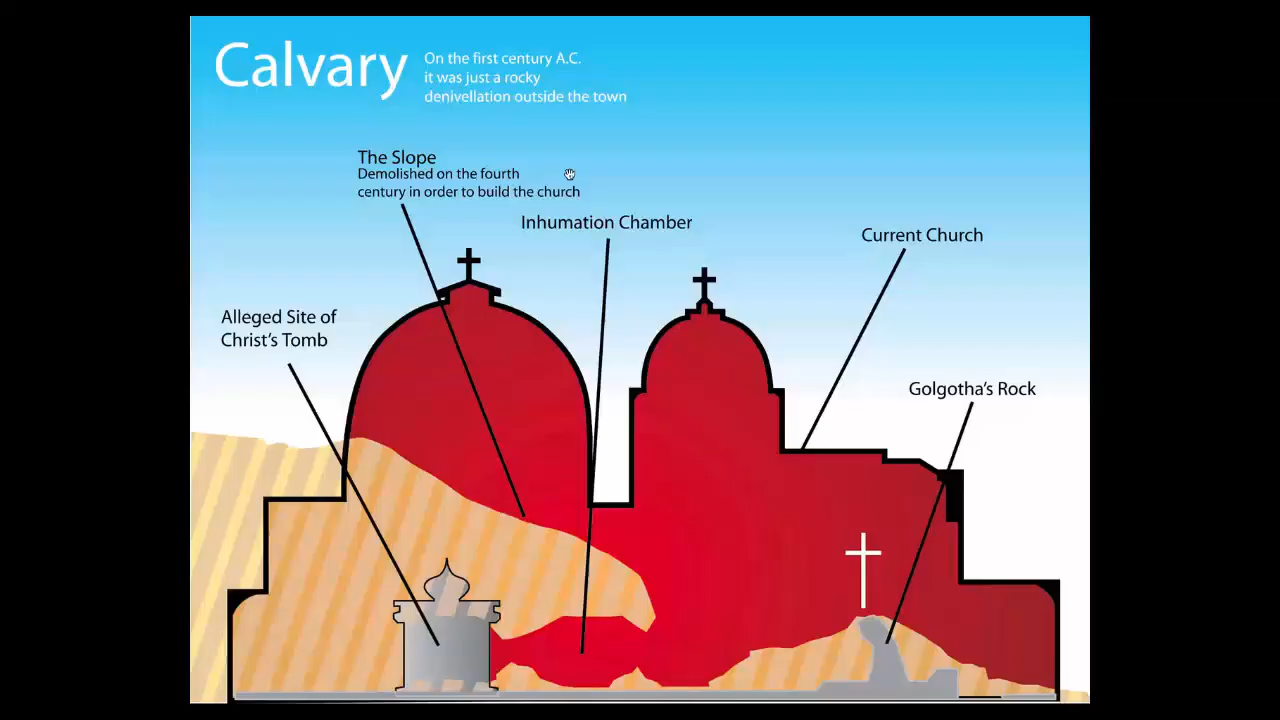 Calvary
On the first century A.C.
it was just a rocky
denivellation outside the town
The Slope
Demolished on the fourth
century in order to build the church
Inhumation Chamber
Current Church
Alleged Site of
Christ's Tomb
Golgotha's Rock